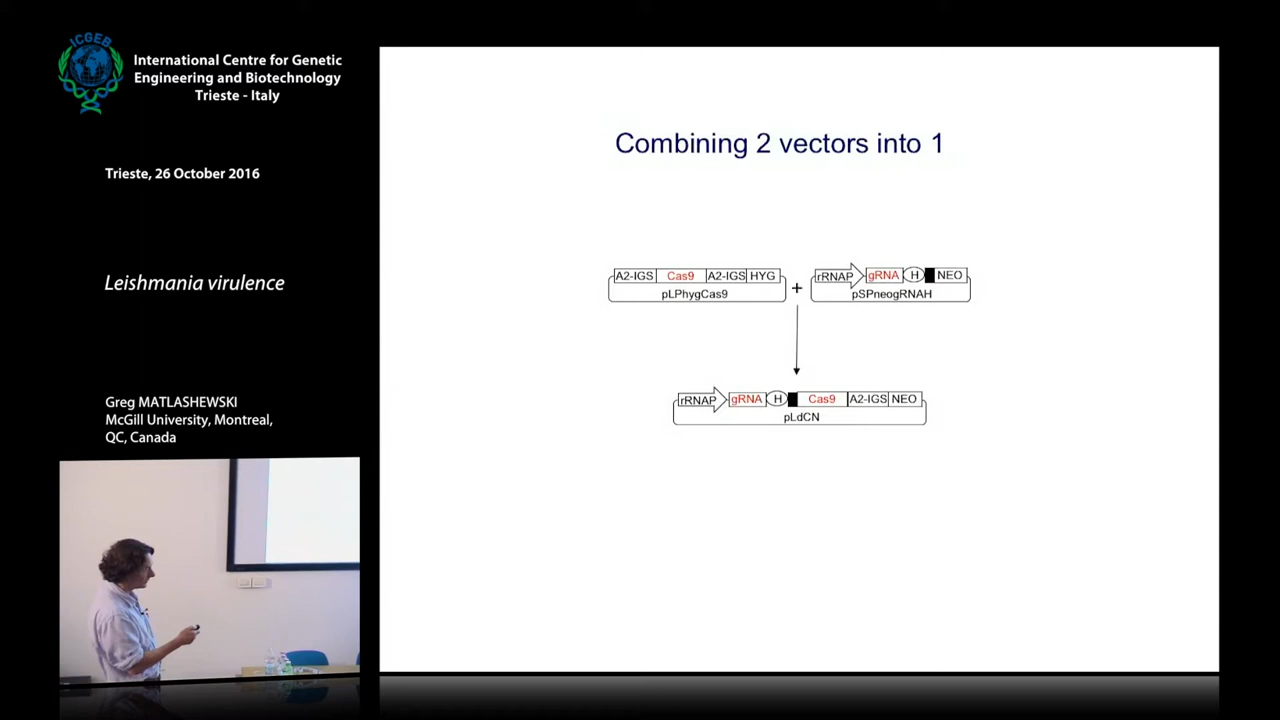 ICGEB
International Centre for Genetic
Engineering and Biotechnology
Trieste - Italy
Trieste, 26 October 2016
Leishmania virulence
Greg MATLASHEWSKI
McGill University, Montreal,
QC, Canada
Combining 2 vectors into 1
A2-IGS Cas9 A2-IGS HYG
pLPhygCas9
+
rRNAP gRNA H NEO
pSPneogRNAH
rRNAP gRNA H Cas9 A2-IGS NEO
pLdCN